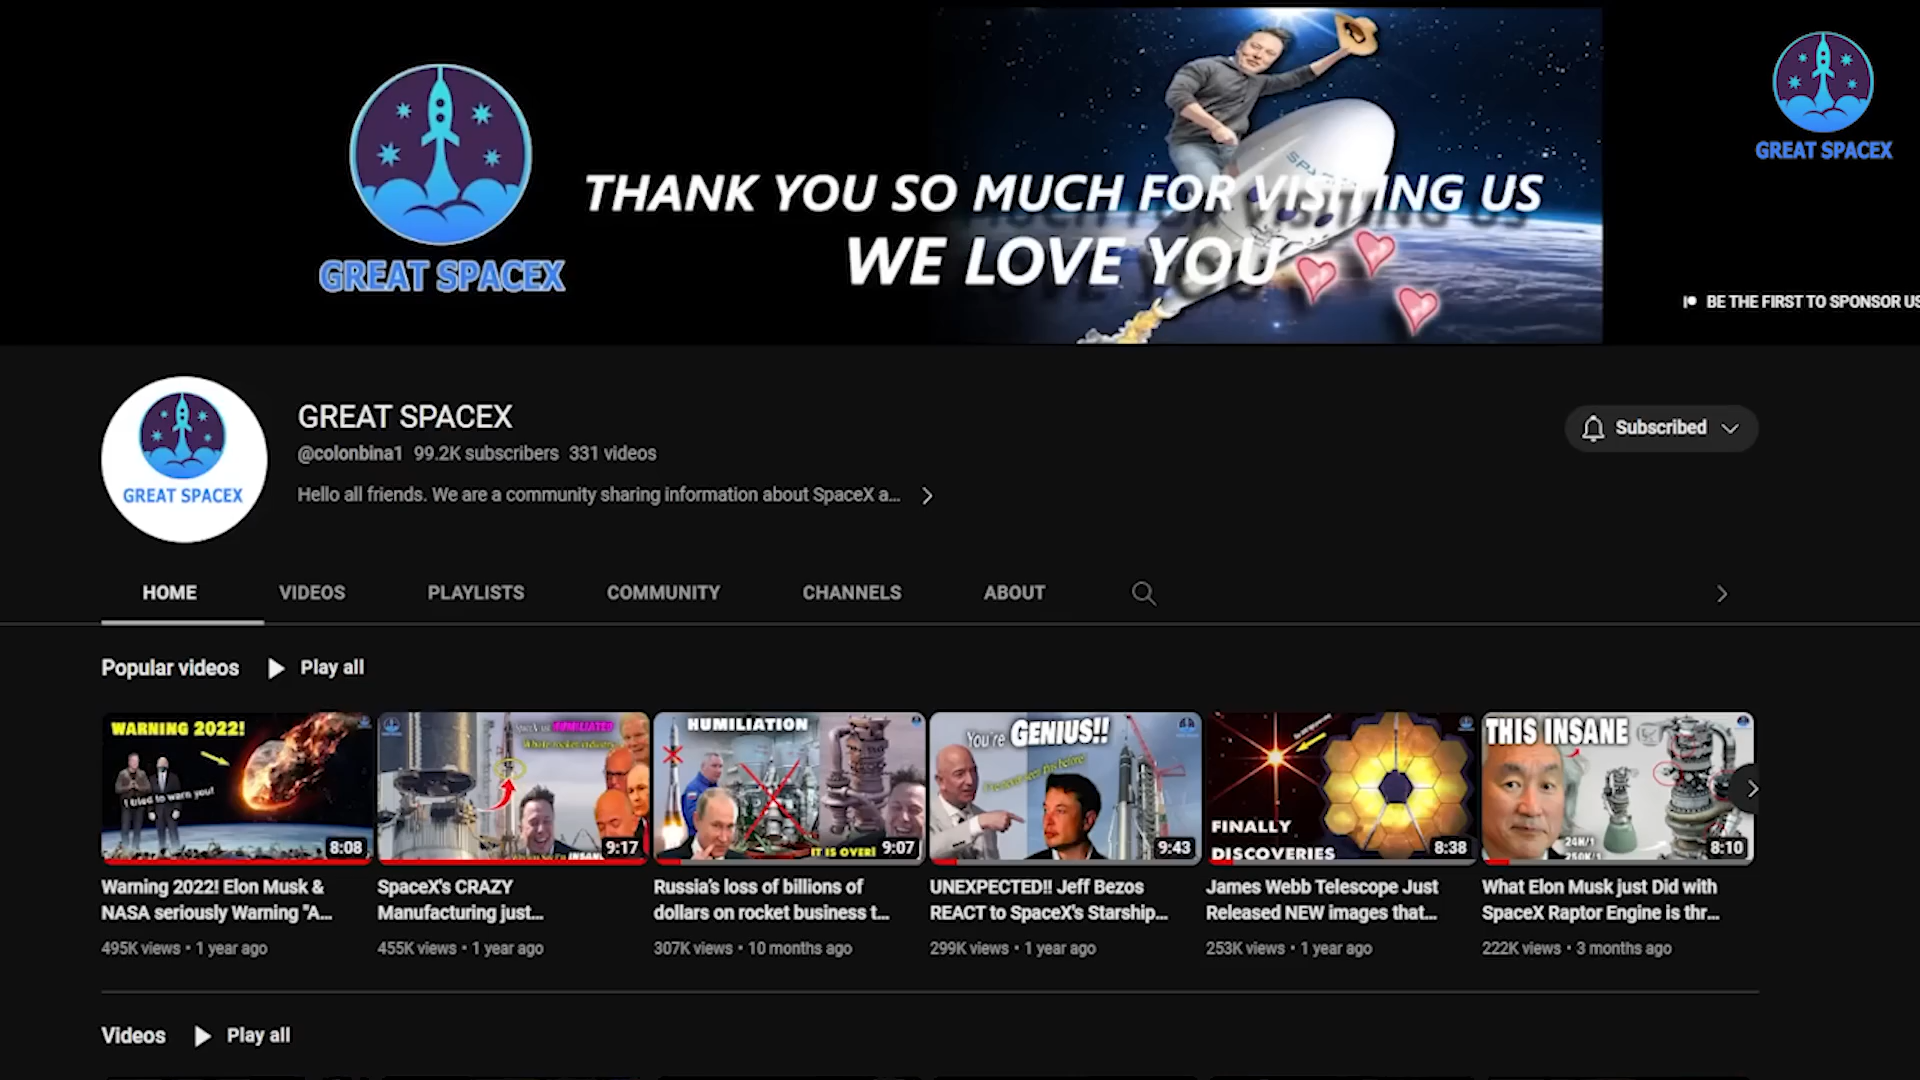 GREAT SPACEX
THANK YOU SO MUCH FOR VISITING US
WE LOVE YOU
GREAT SPACEX
BE THE FIRST TO SPONSOR US
GREAT SPACEX
GREAT SPACEX
@colonbina1 99.2K subscribers 331 videos
Hello all friends. We are a community sharing information about SpaceX a...
Subscribed
HOME VIDEOS PLAYLISTS COMMUNITY CHANNELS ABOUT
Popular videos Play all
WARNING 2022!
I tried to warn you!
8:08
Warning 2022! Elon Musk &
NASA seriously Warning "A...
495K views • 1 year ago
HUMILIATED
9:17
SpaceX's CRAZY
Manufacturing just...
455K views • 1 year ago
HUMILIATION
IT IS OVER!
9:07
Russia’s loss of billions of
dollars on rocket business t...
307K views • 10 months ago
You're GENIUS!!
9:43
UNEXPECTED!! Jeff Bezos
REACT to SpaceX's Starship...
299K views • 1 year ago
FINALLY
DISCOVERIES
8:38
James Webb Telescope Just
Released NEW images that...
253K views • 1 year ago
THIS INSANE
8:10
What Elon Musk just Did with
SpaceX Raptor Engine is thr...
222K views • 3 months ago
Videos Play all